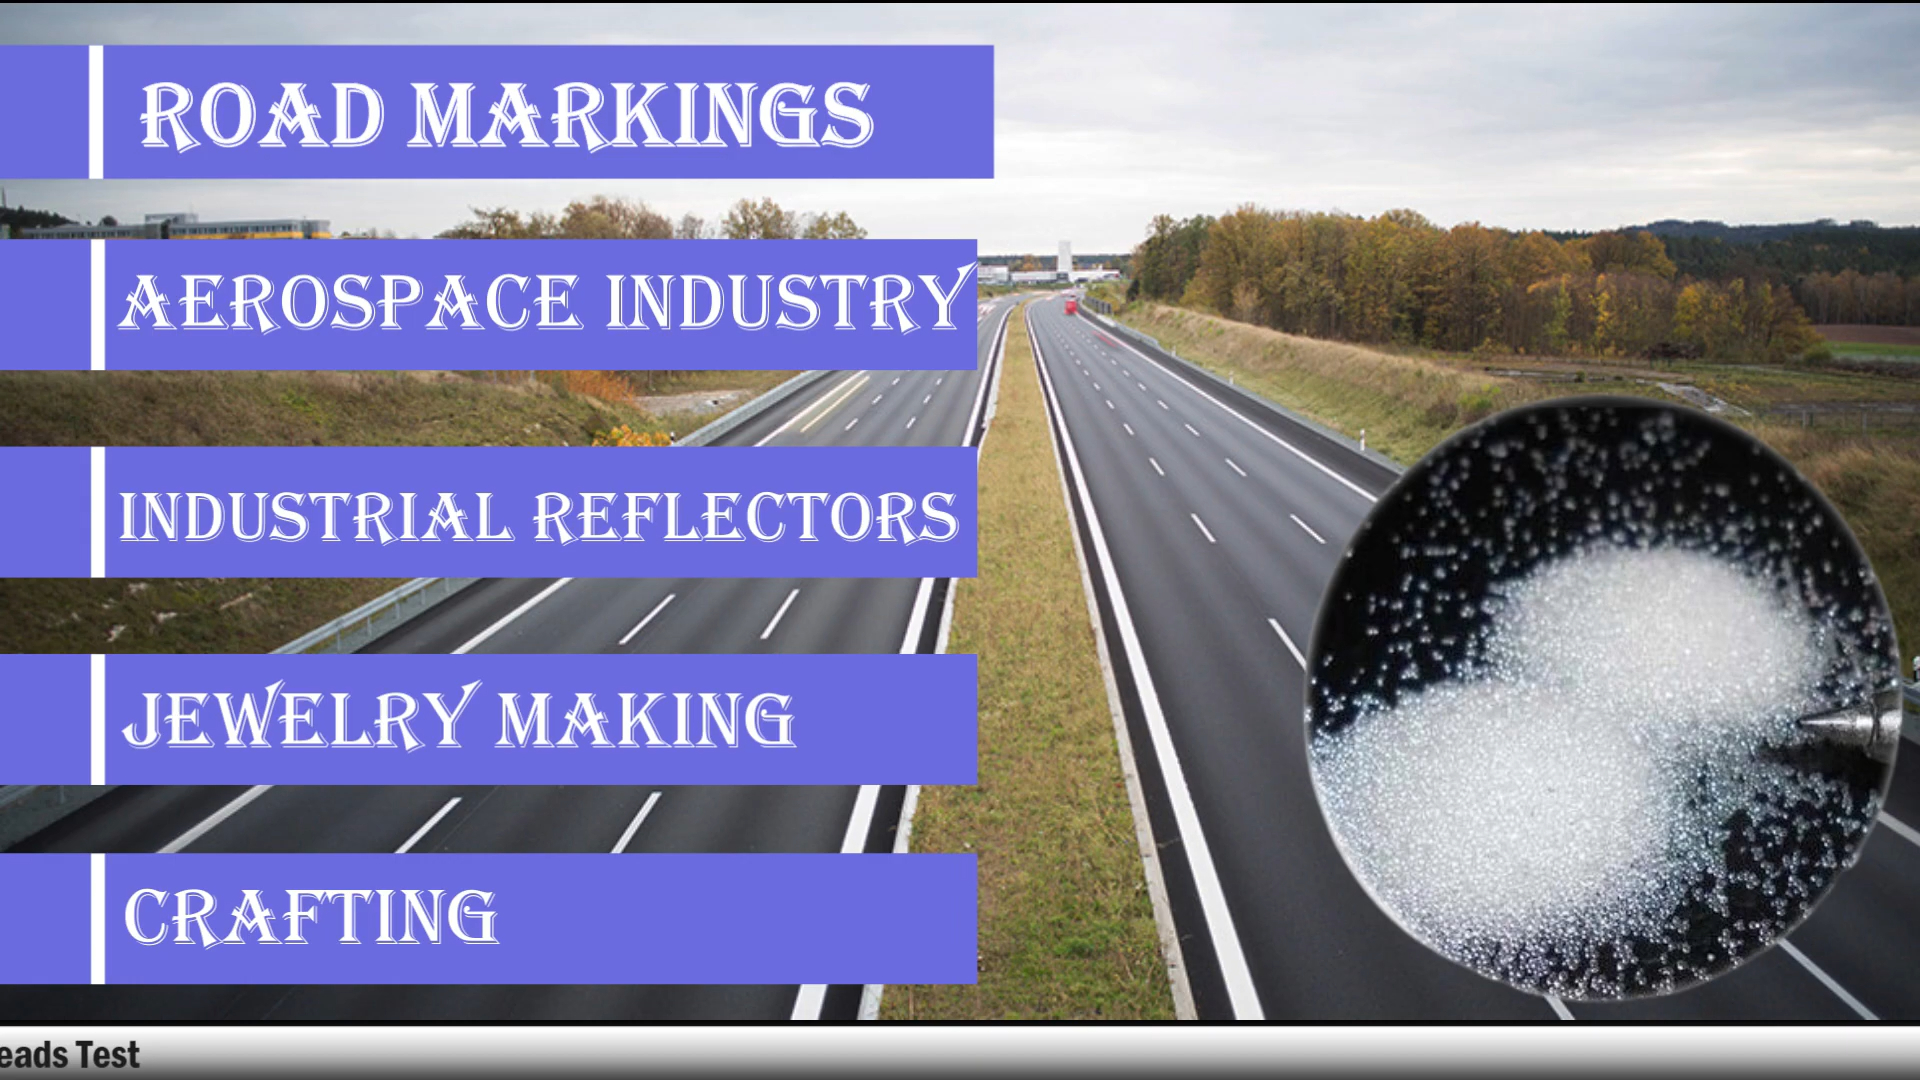 ROAD MARKINGS
AEROSPACE INDUSTRY
INDUSTRIAL REFLECTORS
JEWELRY MAKING
CRAFTING
eads Test